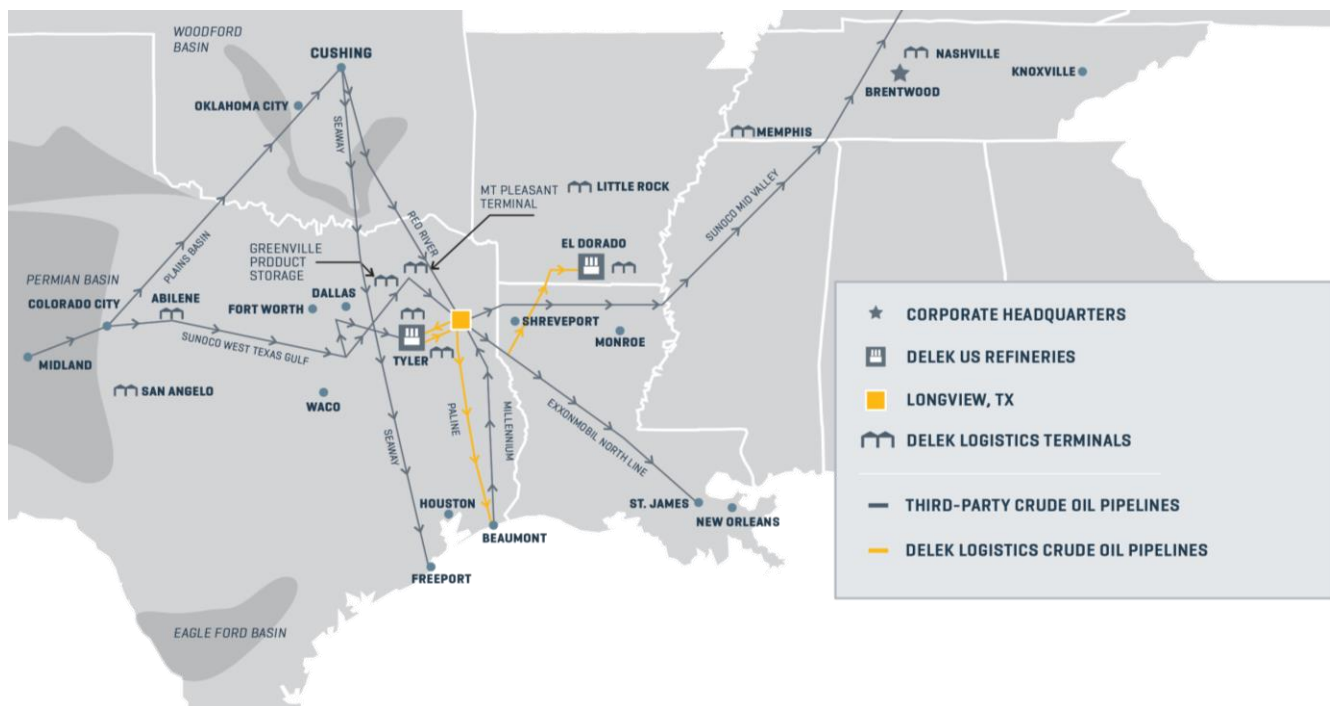 WOODFORD
BASIN
CUSHING
NASHVILLE
KNOXVILLE
BRENTWOOD
OKLAHOMA CITY
SEAWAY
MEMPHIS
MT PLEASANT
TERMINAL
LITTLE ROCK
RED RIVER
PLAINS BASIN
SUNOCO MID VALLEY
GREENVILLE
PRODUCT
STORAGE
EL DORADO
PERMIAN BASIN
COLORADO CITY
ABILENE
DALLAS
FORT WORTH
SHREVEPORT
MONROE
SUNOCO WEST TEXAS GULF
TYLER
MIDLAND
SAN ANGELO
WACO
PALINE
MILLENNIUM
EXXONMOBIL NORTH LINE
SEAWAY
HOUSTON
ST. JAMES
NEW ORLEANS
BEAUMONT
FREEPORT
EAGLE FORD BASIN
CORPORATE HEADQUARTERS
DELEK US REFINERIES
LONGVIEW, TX
DELEK LOGISTICS TERMINALS
THIRD-PARTY CRUDE OIL PIPELINES
DELEK LOGISTICS CRUDE OIL PIPELINES